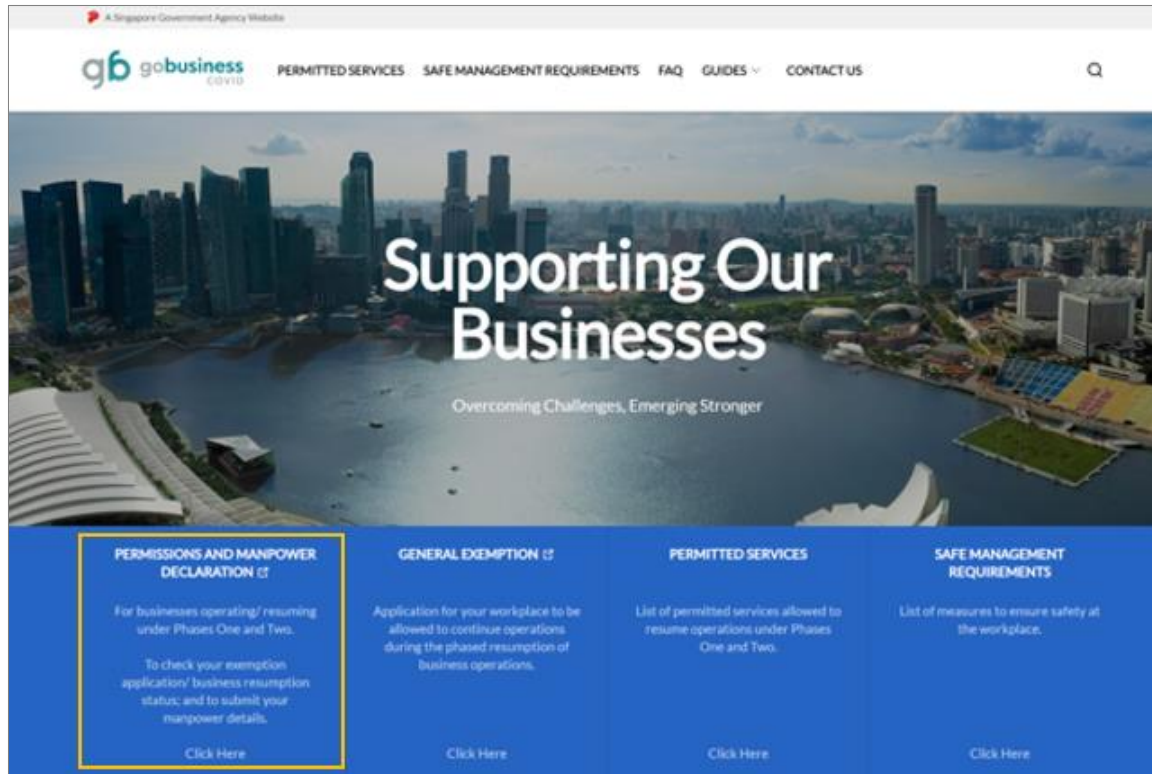 A Singapore Government Agency Website
gobusiness
COVID
PERMITTED SERVICES SAFE MANAGEMENT REQUIREMENTS FAQ GUIDES CONTACT US
Supporting Our
Businesses
Overcoming Challenges, Emerging Stronger
PERMISSIONS AND MANPOWER
DECLARATION
For businesses operating/ resuming
under Phases One and Two.
To check your exemption
application/ business resumption
status; and to submit your
manpower details.
Click Here
GENERAL EXEMPTION
Application for your workplace to be
allowed to continue operations
during the phased resumption of
business operations.
Click Here
PERMITTED SERVICES
List of permitted services allowed to
resume operations under Phases
One and Two.
Click Here
SAFE MANAGEMENT
REQUIREMENTS
List of measures to ensure safety at
the workplace.
Click Here